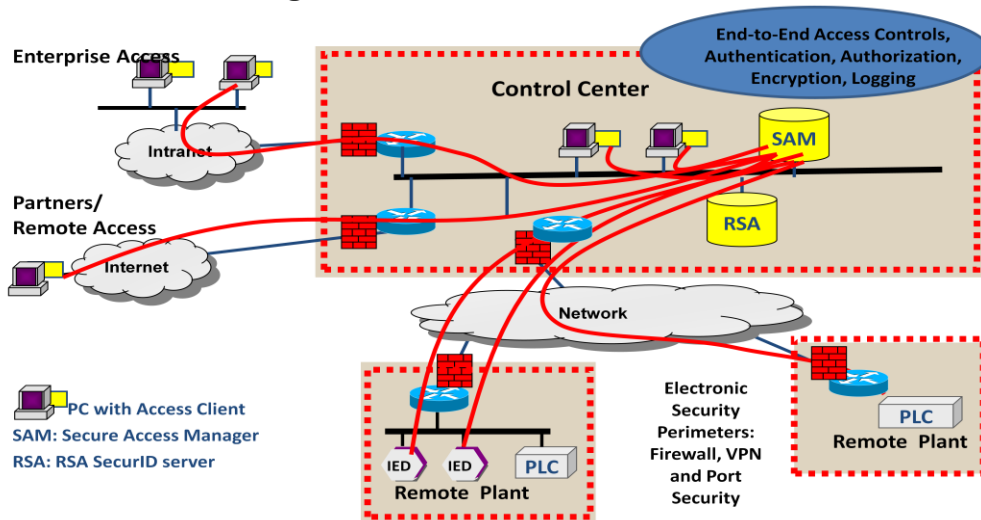 Enterprise Access
End-to-End Access Controls,
Authentication, Authorization,
Encryption, Logging
Control Center
Intranet
SAM
Partners/
Remote Access
RSA
Internet
Network
PC with Access Client
SAM: Secure Access Manager
RSA: RSA SecurID server
IED
IED
PLC
Remote Plant
Electronic
Security
Perimeters:
Firewall, VPN
and Port
Security
PLC
Remote Plant